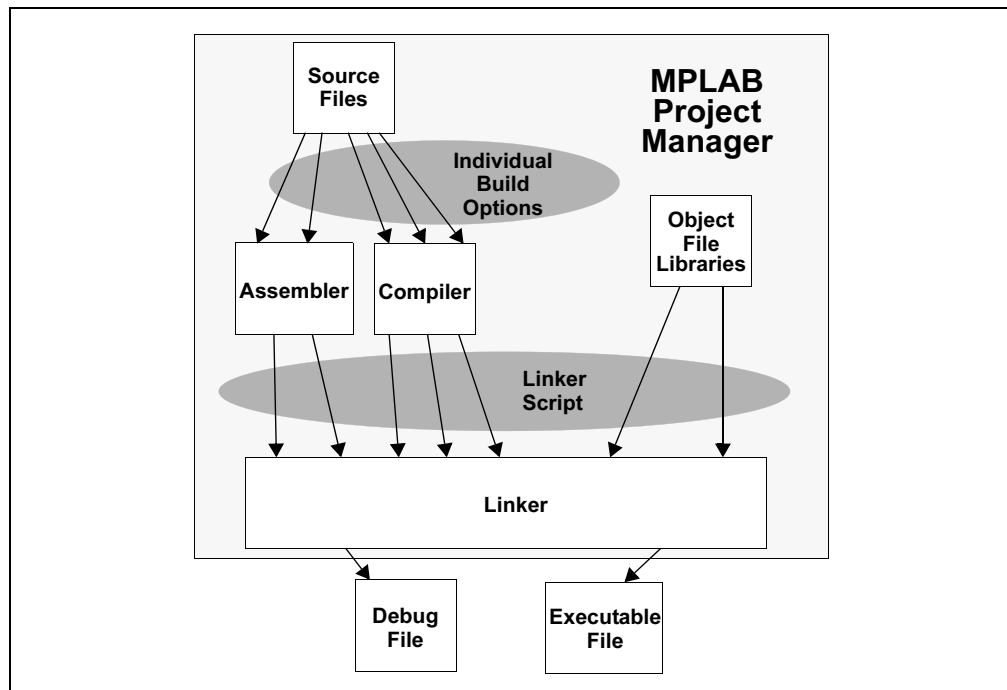 Source
Files
MPLAB
Project
Manager
Individual
Build
Options
Object
File
Libraries
Assembler
Compiler
Linker
Script
Linker
Debug
File
Executable
File